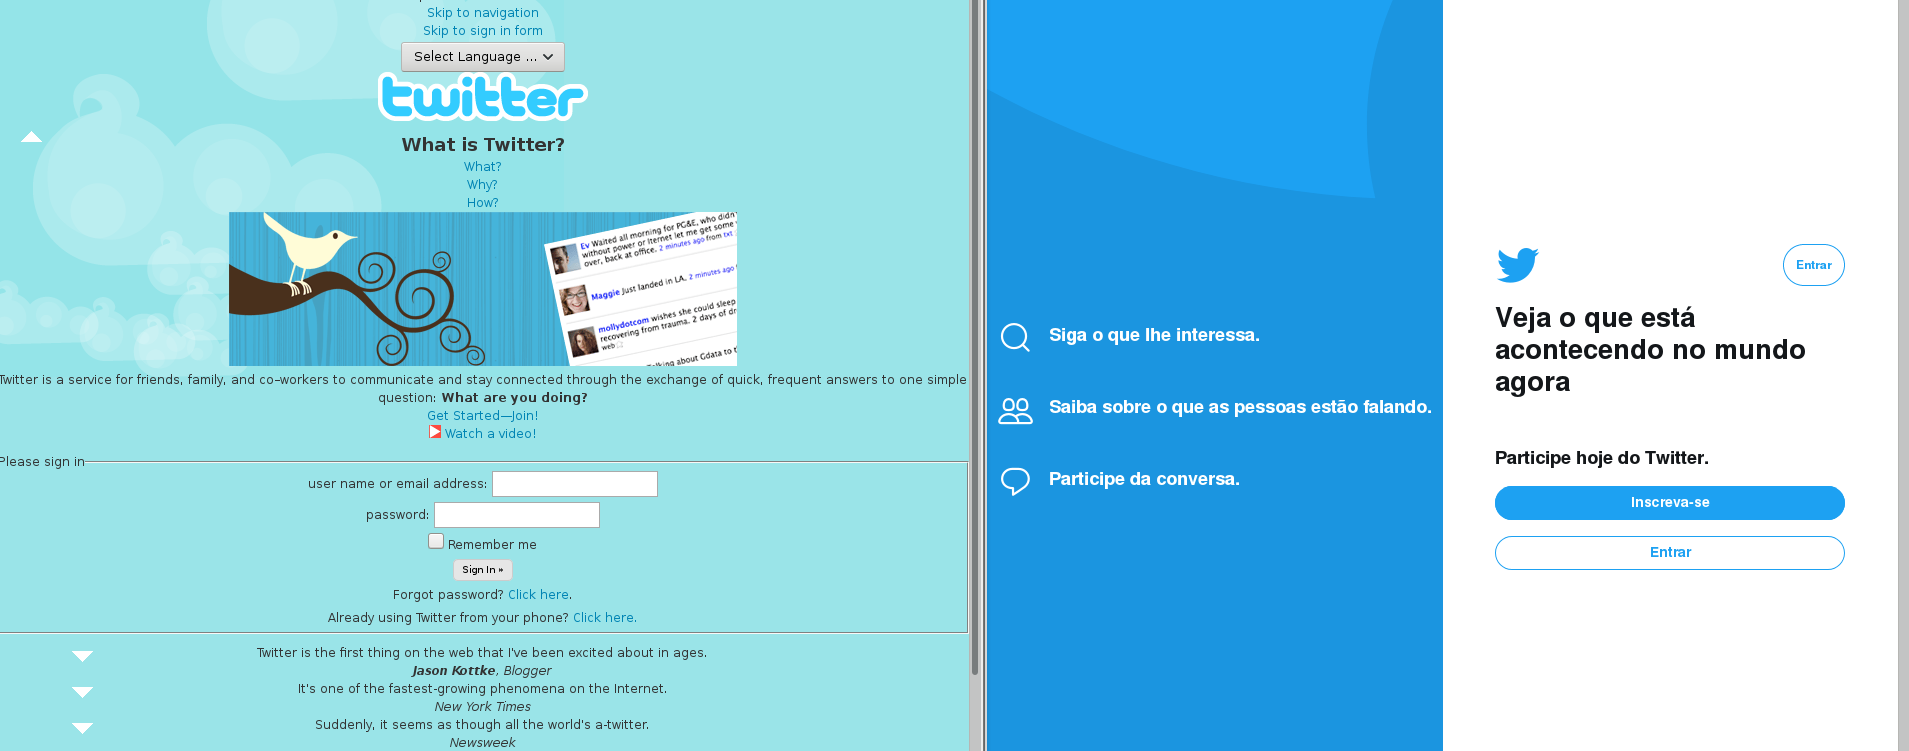 Skip to navigation
Skip to sign in form
Select Language ...
twitter
What is Twitter?
What?
Why?
How?
Ev Waited all morning for PG&E, who didn
without power or iternet let me get some
over, back at office. 2 minutes ago from txt
Maggie Just landed in LA. 2 minutes ago
mollydotcom wishes she could sleep
recovering from trauma. 2 days of dr
web
alking about Gdata to t
Twitter is a service for friends, family, and co–workers to communicate and stay connected through the exchange of quick, frequent answers to one simple
question: What are you doing?
Get Started—Join!
Watch a video!
Please sign in
user name or email address:
password:
Remember me
Sign In »
Forgot password? Click here.
Already using Twitter from your phone? Click here.
Twitter is the first thing on the web that I've been excited about in ages.
Jason Kottke, Blogger
It's one of the fastest-growing phenomena on the Internet.
New York Times
Suddenly, it seems as though all the world's a-twitter.
Newsweek
Siga o que lhe interessa.
Saiba sobre o que as pessoas estão falando.
Participe da conversa.
Entrar
Veja o que está
acontecendo no mundo
agora
Participe hoje do Twitter.
Inscreva-se
Entrar